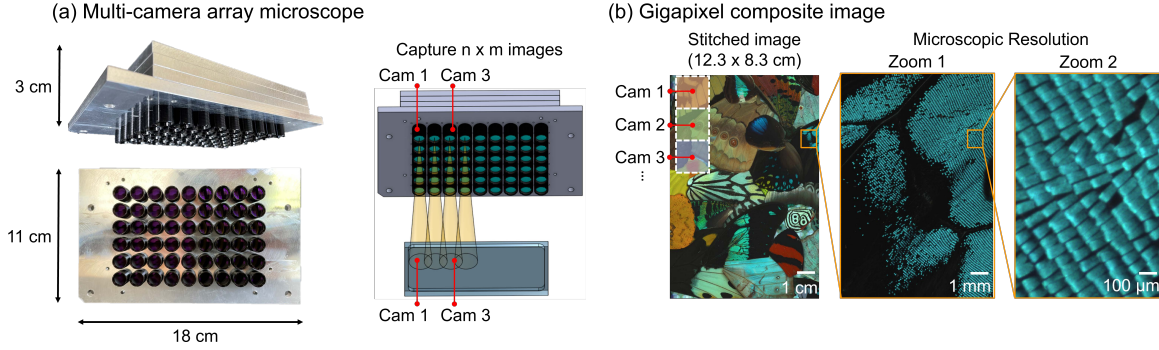 (a) Multi-camera array microscope
3 cm
11 cm
18 cm
Capture n x m images
Cam 1 Cam 3
Cam 1 Cam 3
(b) Gigapixel composite image
Stitched image
(12.3 x 8.3 cm)
Cam 1
Cam 2
Cam 3
...
1 cm
Microscopic Resolution
Zoom 1
1 mm
Zoom 2
100 µm